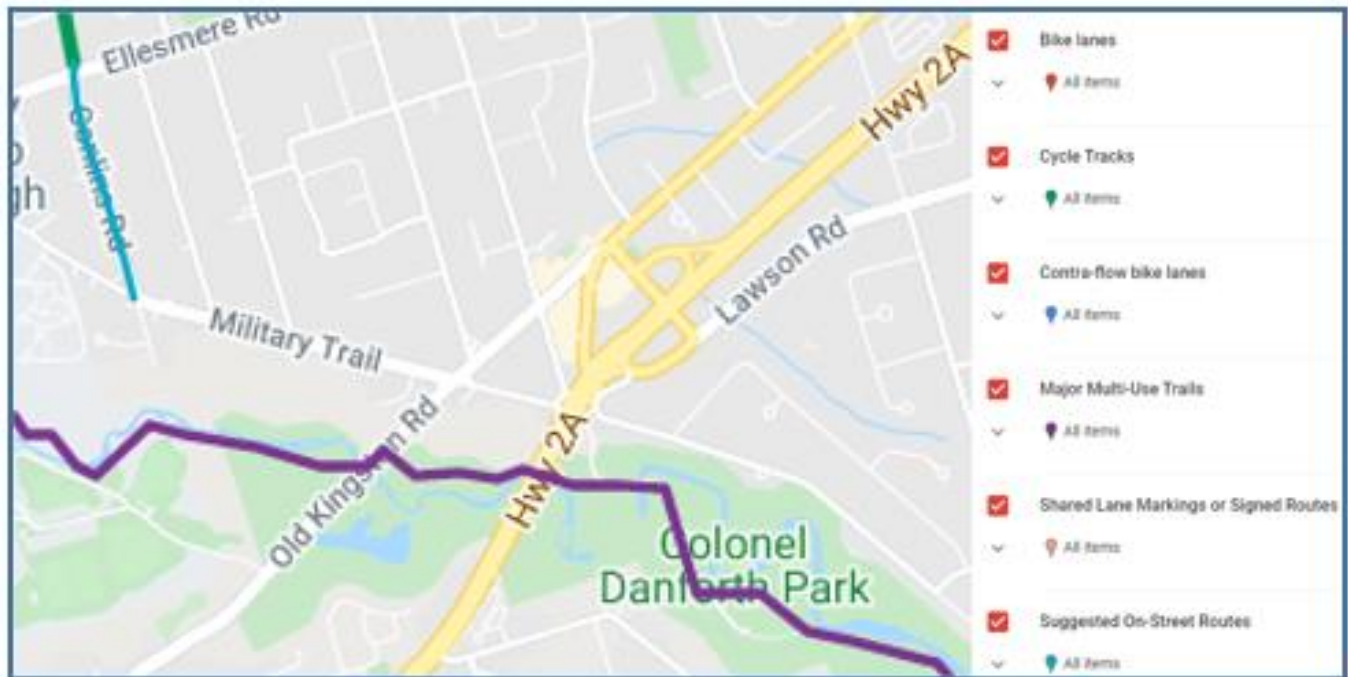 Ellesmere Rd
gh
Conlins Rd
Military Trail
Old Kingston Rd
Hwy 2A
Hwy 2A
Lawson Rd
Colonel
Danforth Park
Bike lanes
All items
Cycle Tracks
All items
Contra-flow bike lanes
All items
Major Multi-Use Trails
All items
Shared Lane Markings or Signed Routes
All items
Suggested On-Street Routes
All items